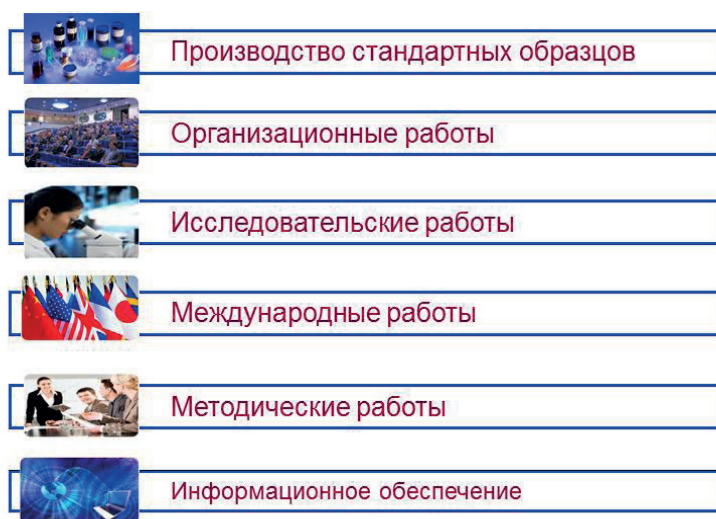 Производство стандартных образцов
Организационные работы
Исследовательские работы
Международные работы
Методические работы
Информационное обеспечение